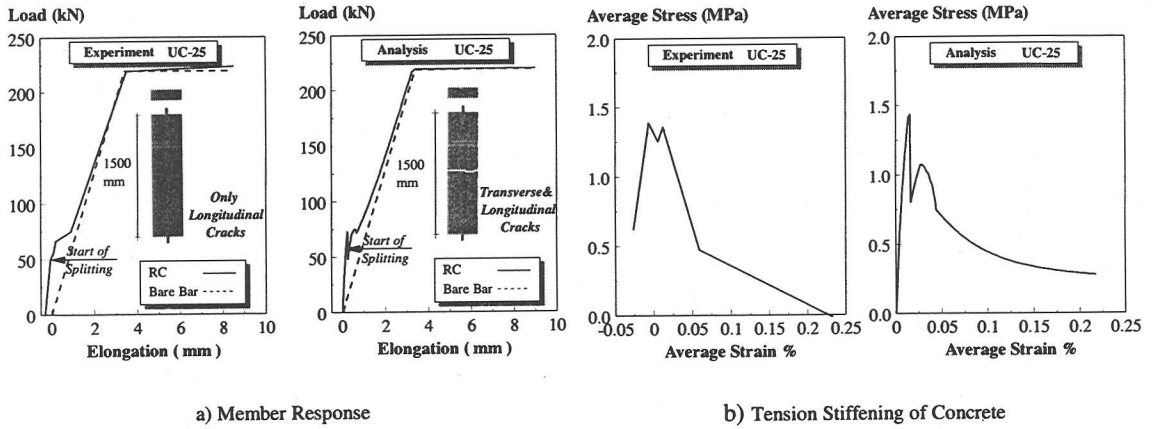 Load (kN)
250
200
150
100
50
0
Experiment UC-25
1500
mm
Only
Longitudinal
Cracks
Start of
Splitting
RC
Bare Bar
0 2 4 6 8 10
Elongation ( mm )
Load (kN)
250
200
150
100
50
0
Analysis UC-25
1500
mm
Transverse&
Longitudinal
Cracks
Start of
Splitting
RC
Bare Bar
0 2 4 6 8 10
Elongation ( mm )
a) Member Response
Average Stress (MPa)
2.0
1.5
1.0
0.5
0.0
Experiment UC-25
-0.05 0 0.05 0.1 0.15 0.2 0.25
Average Strain %
Average Stress (MPa)
2.0
1.5
1.0
0.5
0.0
Analysis UC-25
0 0.05 0.1 0.15 0.2 0.25
Average Strain %
b) Tension Stiffening of Concrete